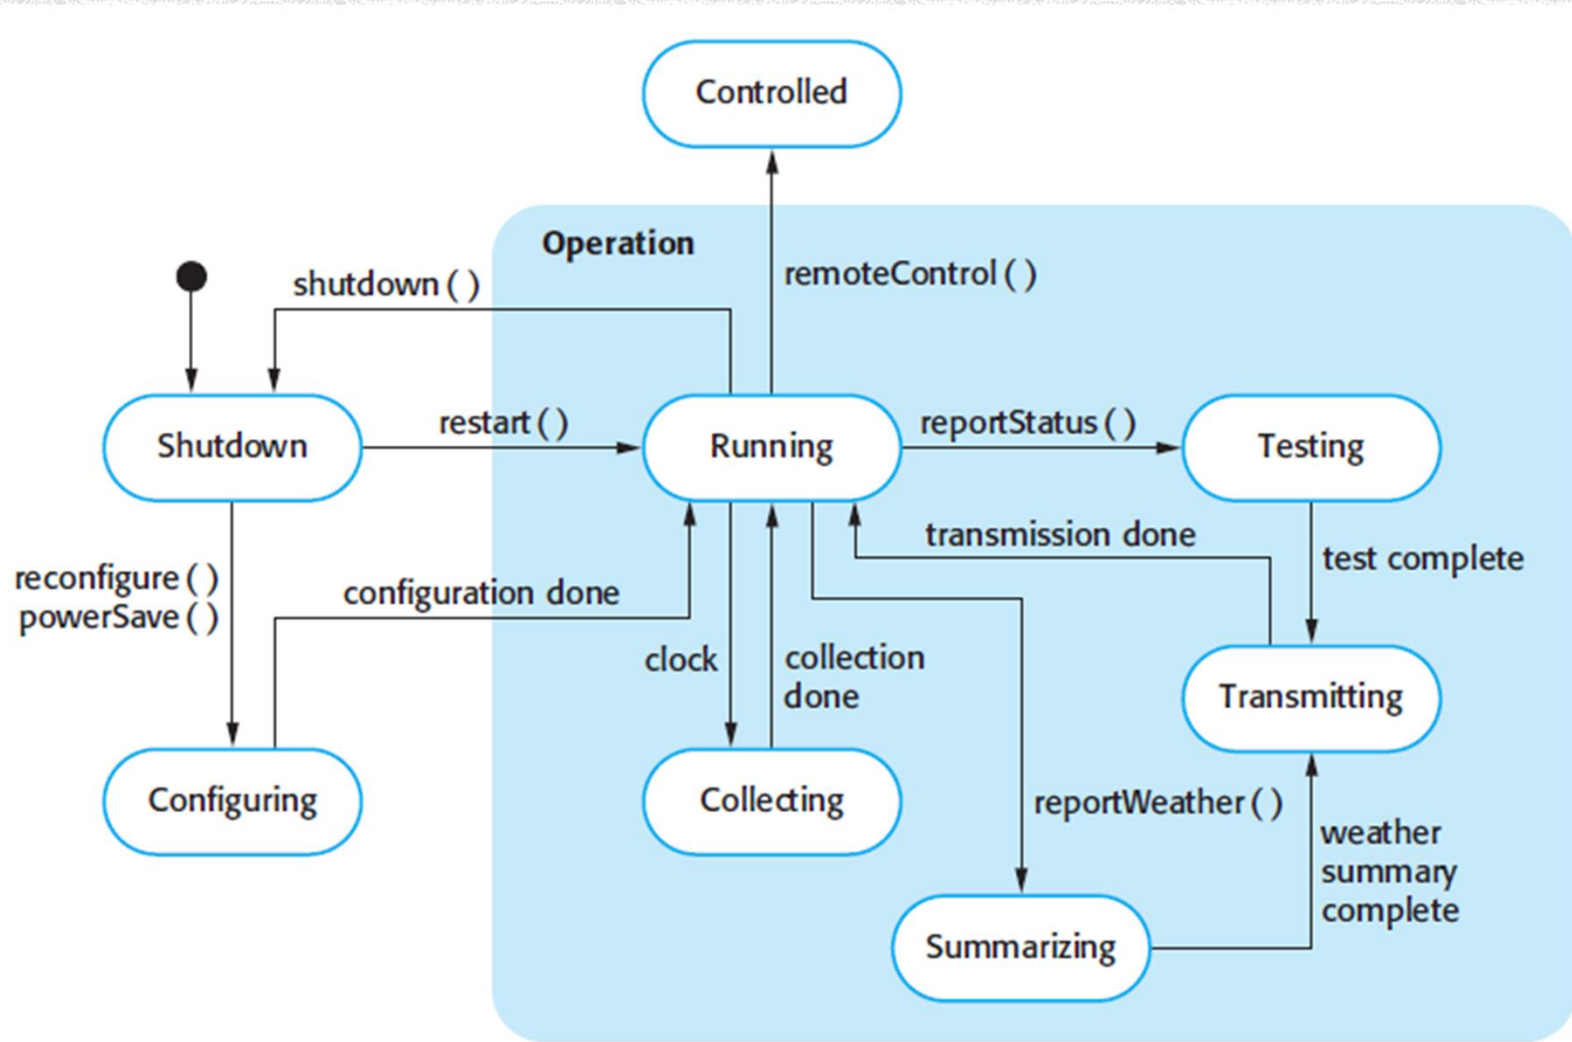 Controlled
Operation
shutdown ( )
remoteControl ( )
Shutdown
restart ( )
Running
reportStatus ( )
Testing
transmission done
test complete
reconfigure ( )
powerSave ( )
configuration done
clock
collection
done
Transmitting
Configuring
Collecting
reportWeather ( )
weather
summary
complete
Summarizing